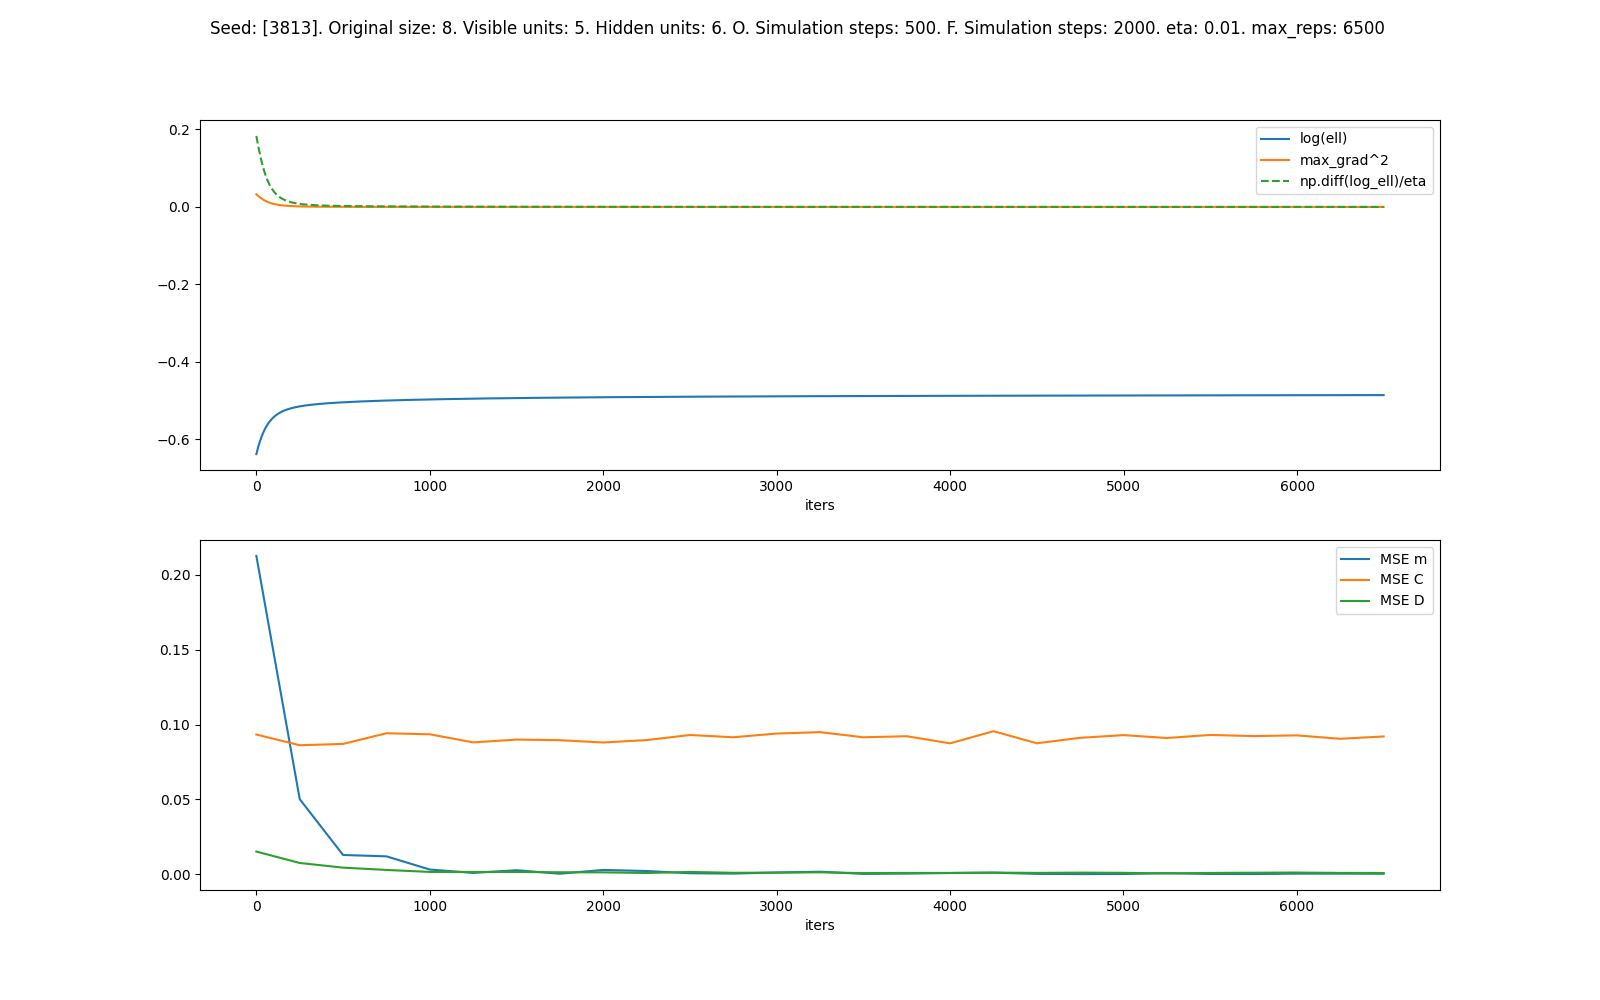 Seed: [3813]. Original size: 8. Visible units: 5. Hidden units: 6. O. Simulation steps: 500. F. Simulation steps: 2000. eta: 0.01. max_reps: 6500
log(ell)
max_grad^2
np.diff(log_ell)/eta
0.2
0.0
−0.2
−0.4
−0.6
0 1000 2000 3000 4000 5000 6000
iters
MSE m
MSE C
MSE D
0.20
0.15
0.10
0.05
0.00
0 1000 2000 3000 4000 5000 6000
iters